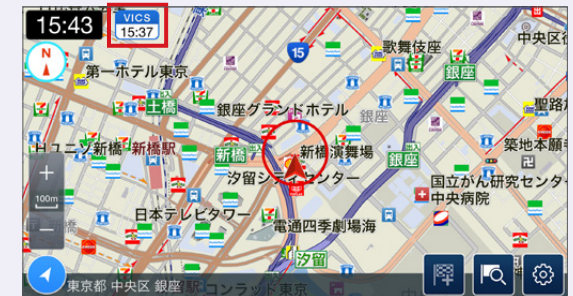 15:43
VICS
15:37
N
15
歌舞伎座
中央区
第一ホテル東京
銀座
土橋
銀座グランドホテル
銀座
聖路
ユニゾ新橋
新橋駅
新橋
新橋演舞場
銀座
築地本願
汐留シティセンター
国立がん研究センタ
中央病院
100m
日本テレビタワー
電通四季劇場海
汐留
東京都 中央区 銀座
コンラッド東京